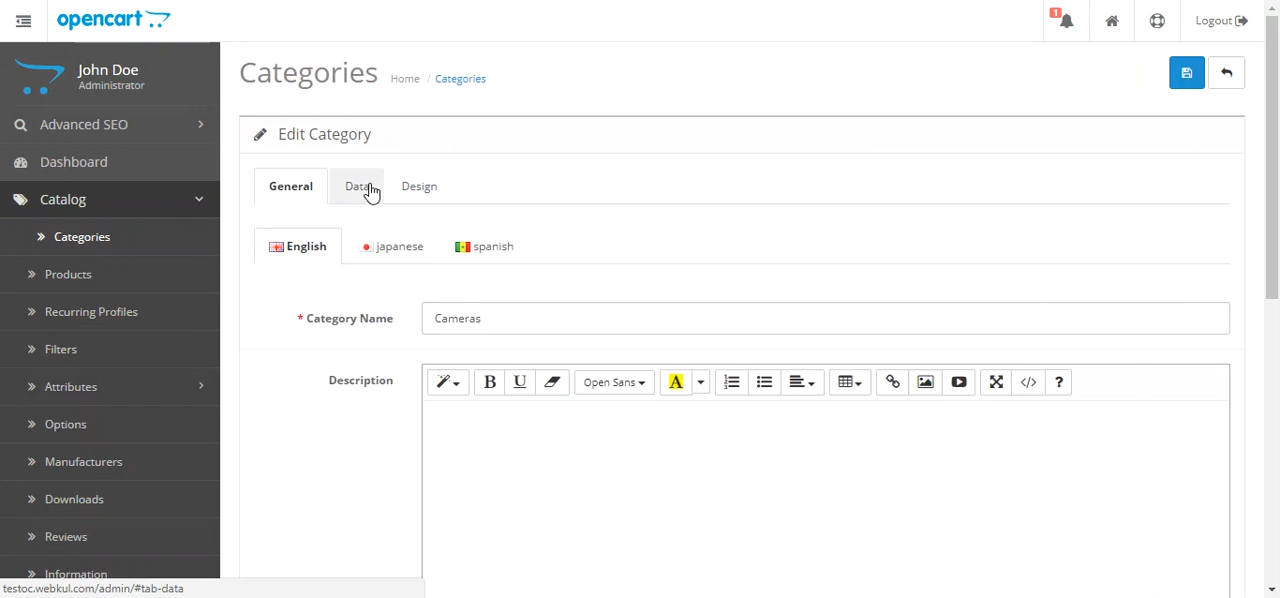 opencart
1
Logout
John Doe
Administrator
Advanced SEO
Dashboard
Catalog
Categories
Products
Recurring Profiles
Filters
Attributes
Options
Manufacturers
Downloads
Reviews
Information
Categories
Home / Categories
Edit Category
General
Data
Design
English
japanese
spanish
* Category Name
Cameras
Description
B
U
Open Sans
A
</>
?
testoc.webkul.com/admin/#tab-data